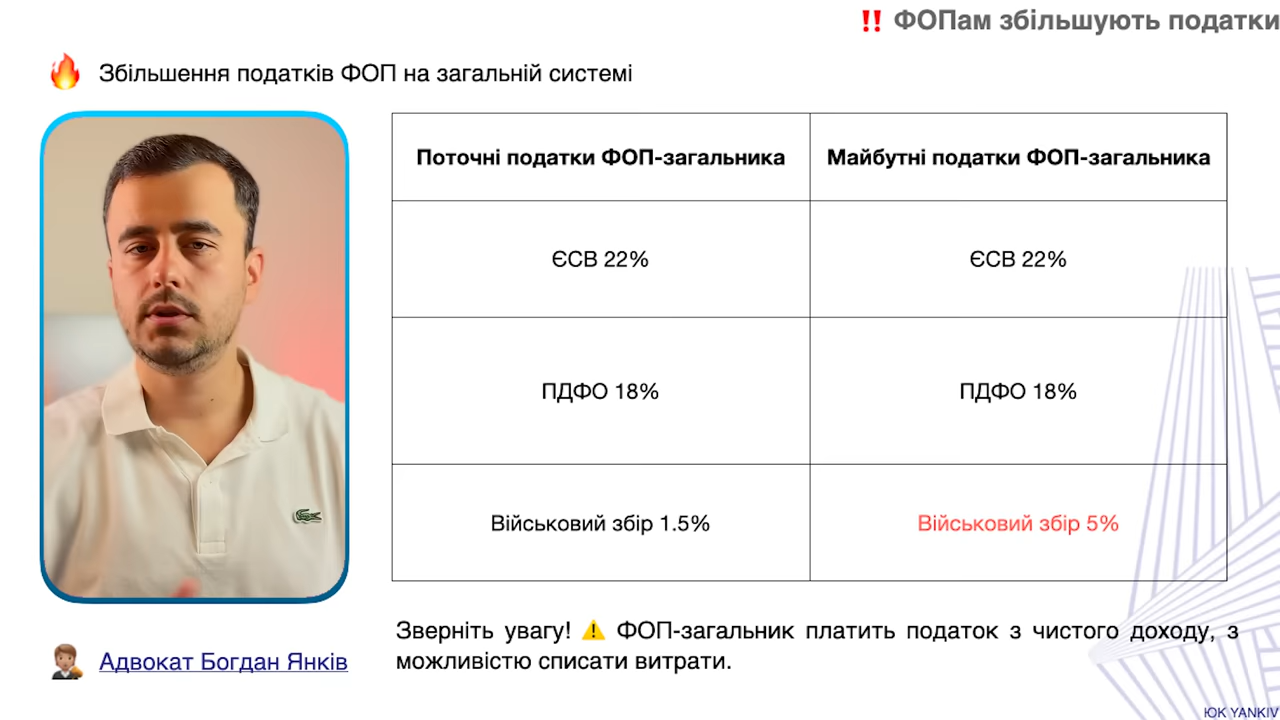 ‼️ ФОПам збільшують податки
🔥 Збільшення податків ФОП на загальній системі
Поточні податки ФОП-загальника
Майбутні податки ФОП-загальника
ЄСВ 22%
ЄСВ 22%
ПДФО 18%
ПДФО 18%
Військовий збір 1.5%
Військовий збір 5%
Зверніть увагу! ⚠️ ФОП-загальник платить податок з чистого доходу, з
можливістю списати витрати.
Адвокат Богдан Янків
ЮК YANKIV